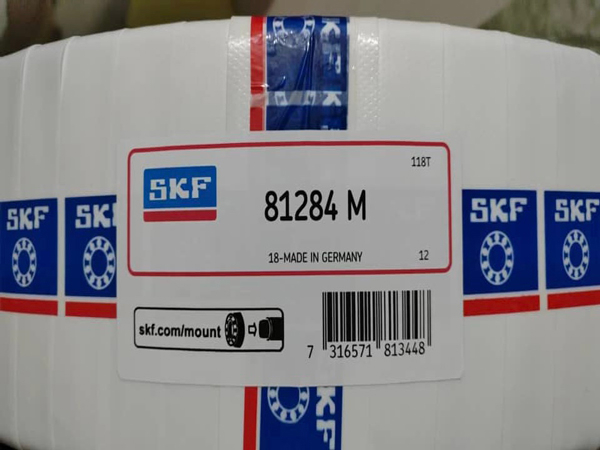 SKF
118T
SKF
81284 M
18-MADE IN GERMANY
12
SKF
SK
SKF
SKF
skf.com/mount
7 316571 813448
SKF